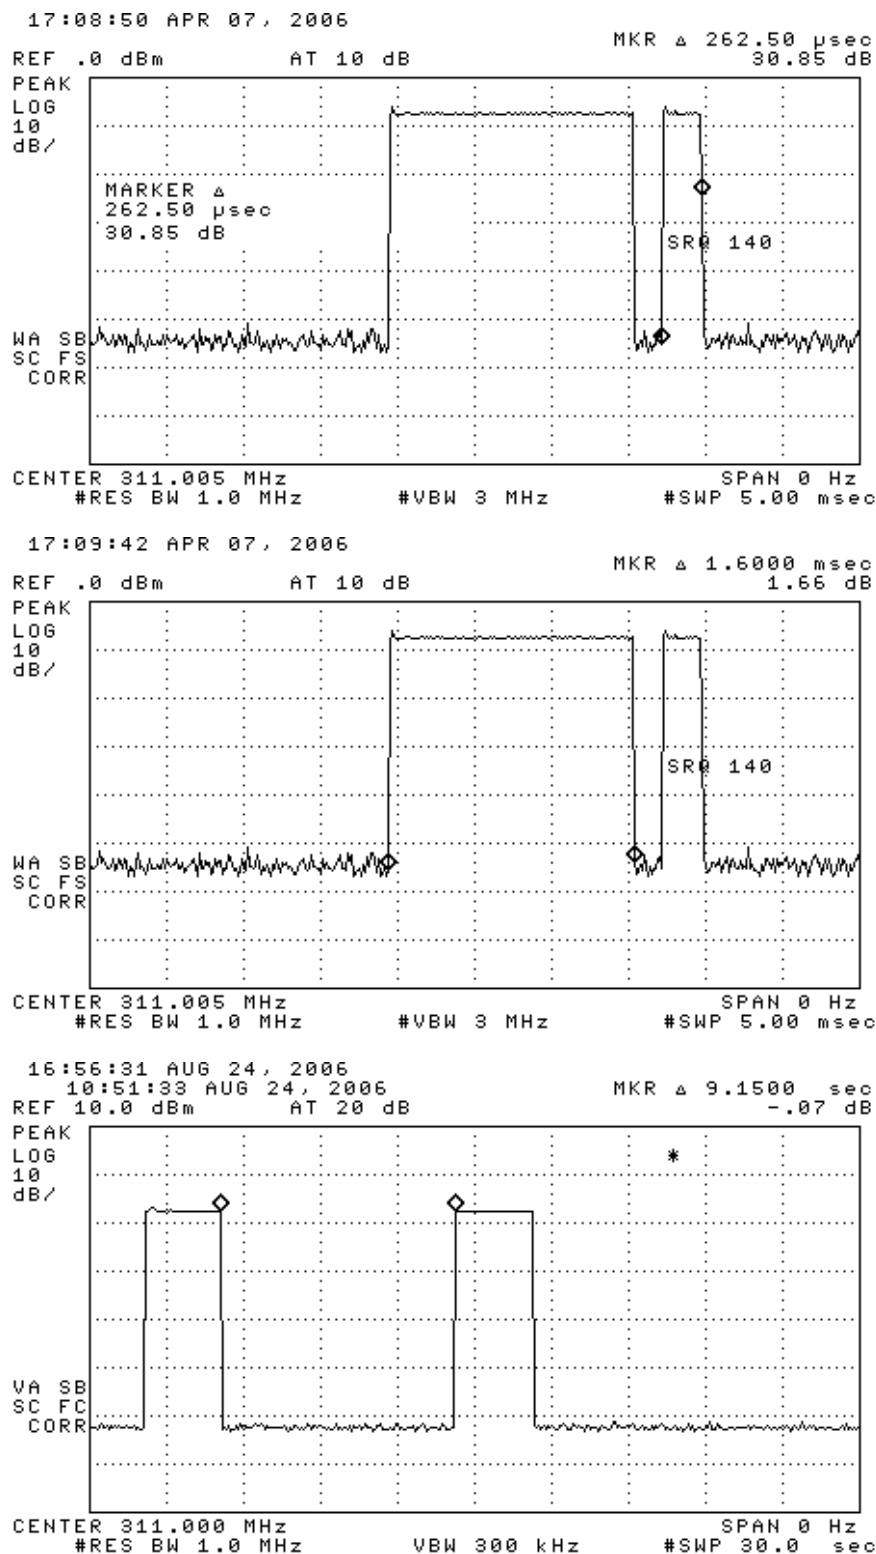 17:08:50 APR 07, 2006
MKR Δ 262.50 µsec
REF .0 dBm AT 10 dB 30.85 dB
PEAK
LOG
10
dB/
MARKER Δ
262.50 µsec
30.85 dB
SRQ 140
WA SB
SC FS
CORR
CENTER 311.005 MHz SPAN 0 Hz
#RES BW 1.0 MHz #VBW 3 MHz #SWP 5.00 msec
17:09:42 APR 07, 2006
MKR Δ 1.6000 msec
REF .0 dBm AT 10 dB 1.66 dB
PEAK
LOG
10
dB/
SRQ 140
WA SB
SC FS
CORR
CENTER 311.005 MHz SPAN 0 Hz
#RES BW 1.0 MHz #VBW 3 MHz #SWP 5.00 msec
16:56:31 AUG 24, 2006
10:51:33 AUG 24, 2006 MKR Δ 9.1500 sec
REF 10.0 dBm AT 20 dB -.07 dB
PEAK
LOG
10
dB/
*
VA SB
SC FC
CORR
CENTER 311.000 MHz SPAN 0 Hz
#RES BW 1.0 MHz VBW 300 kHz #SWP 30.0 sec